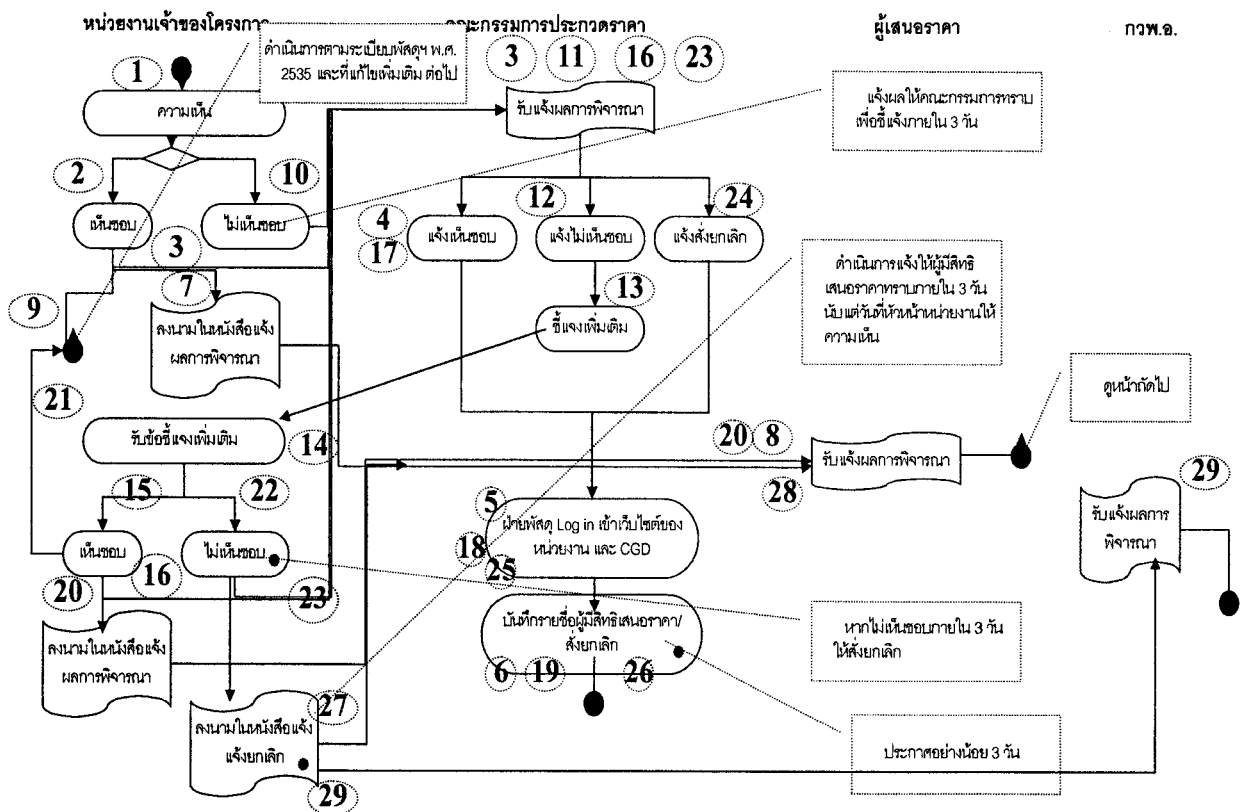 หน่วยงานเจ้าของโครงการ
คณะกรรมการประกวดราคา
ผู้เสนอราคา
กวพ.อ.
ดำเนินการตามระเบียบพัสดุฯ พ.ศ.
2535 และที่แก้ไขเพิ่มเติม ต่อไป
3 11 16 23
1
ความเห็น
รับแจ้งผลการพิจารณา
แจ้งผลให้คณะกรรมการทราบ
เพื่อชี้แจงภายใน 3 วัน
2
10
12
24
เห็นชอบ
ไม่เห็นชอบ
4
17
แจ้งเห็นชอบ
แจ้งไม่เห็นชอบ
แจ้งสั่งยกเลิก
3
7
9
13
ลงนามในหนังสือแจ้ง
ผลการพิจารณา
ชี้แจงเพิ่มเติม
ดำเนินการแจ้งให้ผู้มีสิทธิ
เสนอราคาทราบภายใน 3 วัน
นับแต่วันที่หัวหน้าหน่วยงานให้
ความเห็น
21
ดูหน้าถัดไป
รับข้อชี้แจงเพิ่มเติม
14
20 8
รับแจ้งผลการพิจารณา
28
29
รับแจ้งผลการ
พิจารณา
15
22
5
ฝ่ายพัสดุ Log in เข้าเว็บไซต์ของ
หน่วยงาน และ CGD
18
25
เห็นชอบ
ไม่เห็นชอบ
20
16
23
ลงนามในหนังสือแจ้ง
ผลการพิจารณา
บันทึกรายชื่อผู้มีสิทธิเสนอราคา/
สั่งยกเลิก
6 19 26
หากไม่เห็นชอบภายใน 3 วัน
ให้สั่งยกเลิก
27
ลงนามในหนังสือแจ้ง
แจ้งยกเลิก
29
ประกาศอย่างน้อย 3 วัน